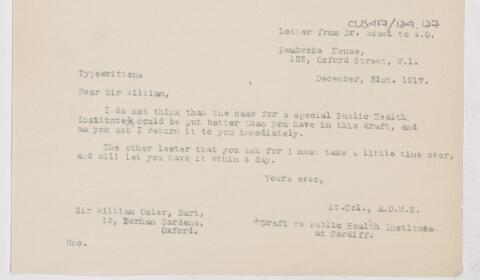 CUS417/124.127
Letter from Dr. Adami to W.O.
Pembroke House,
133, Oxford Street, W.1.
Typewritten.
December, 31st. 1917.
Dear Sir William,
I do not think that the case for a special Public Health
Institute could be put better than you have in this draft, and
as you ask I return it to you immediately.
The other letter that you ask for i must take a little time over,
and will let you have it within a day.
Yours ever,
Lt.Col., A.D.M.S.
Sir William Osler, Bart,
13, Norham Gardens,
Oxford.
*Draft re Public Health Institute
at Cardiff.
Enc.